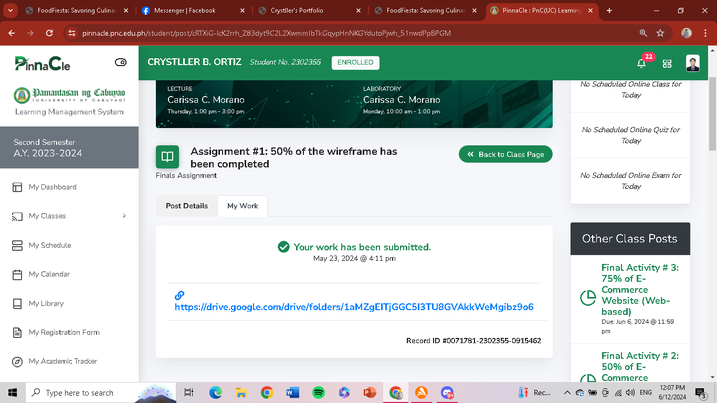 FoodFiesta: Savoring Culinar
Messenger | Facebook
Crystller's Portfolio
FoodFiesta: Savoring Culinar
PinnaCle : PnC(UC) Learning
pinnacle.pnc.edu.ph/student/post/
PinnaCle
Pamantasan ng Cabuyao
(UNIVERSITY OF CABUYAO)
Learning Management System
Second Semester
A.Y. 2023-2024
My Dashboard
My Classes
My Schedule
My Calendar
My Library
My Registration Form
My Academic Tracker
CRYSTLLER B. ORTIZ
Student No. 2302355
ENROLLED
22
LECTURE
Carissa C. Morano
Thursday, 1:00 pm - 3:00 pm
LABORATORY
Carissa C. Morano
Monday, 10:00 am - 1:00 pm
Assignment #1: 50% of the wireframe has
been completed
Finals Assignment
Back to Class Page
Post Details
My Work
Your work has been submitted.
May 23, 2024 @ 4:11 pm
https://drive.google.com/drive/folders/1aMZgEITjGGC5I3TU8GVAkkWeMgibz9o6
Record ID #0071781-2302355-0915462
No Scheduled Online Class for
Today
No Scheduled Online Quiz for
Today
No Scheduled Online Exam for
Today
Other Class Posts
Final Activity # 3:
75% of E-
Commerce
Website (Web-
based)
Due: Jun 6, 2024 @ 11:59
pm
Final Activity # 2:
50% of E-
Commerce
Type here to search
Rec...
ENG
12:07 PM
6/12/2024
3